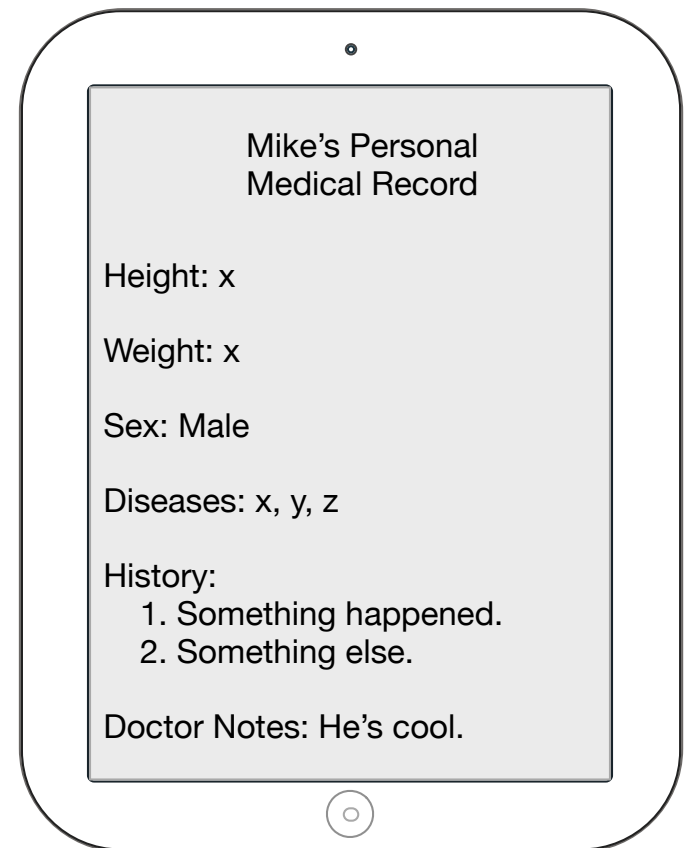 Mike’s Personal
Medical Record
Height: x
Weight: x
Sex: Male
Diseases: x, y, z
History:
1. Something happened.
2. Something else.
Doctor Notes: He’s cool.